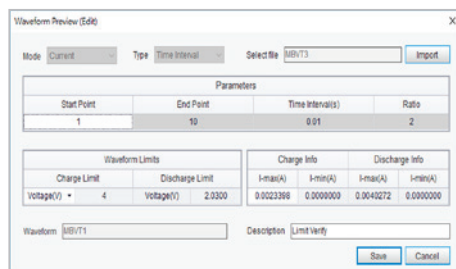 Waveform Preview (Edit) X
Mode Current Type Time Interval Select file MBVT3 Import
Parameters
Start Point End Point Time Interval(s) Ratio
1 10 0.01 2
Waveform Limits Charge Info Discharge Info
Charge Limit Discharge Limit I-max(A) I-min(A) I-max(A) I-min(A)
Voltage(V) 4 Voltage(V) 2.0300 0.0023398 0.0000000 0.0040272 0.0000000
Waveform MBVT1 Description Limit Verify
Save Cancel